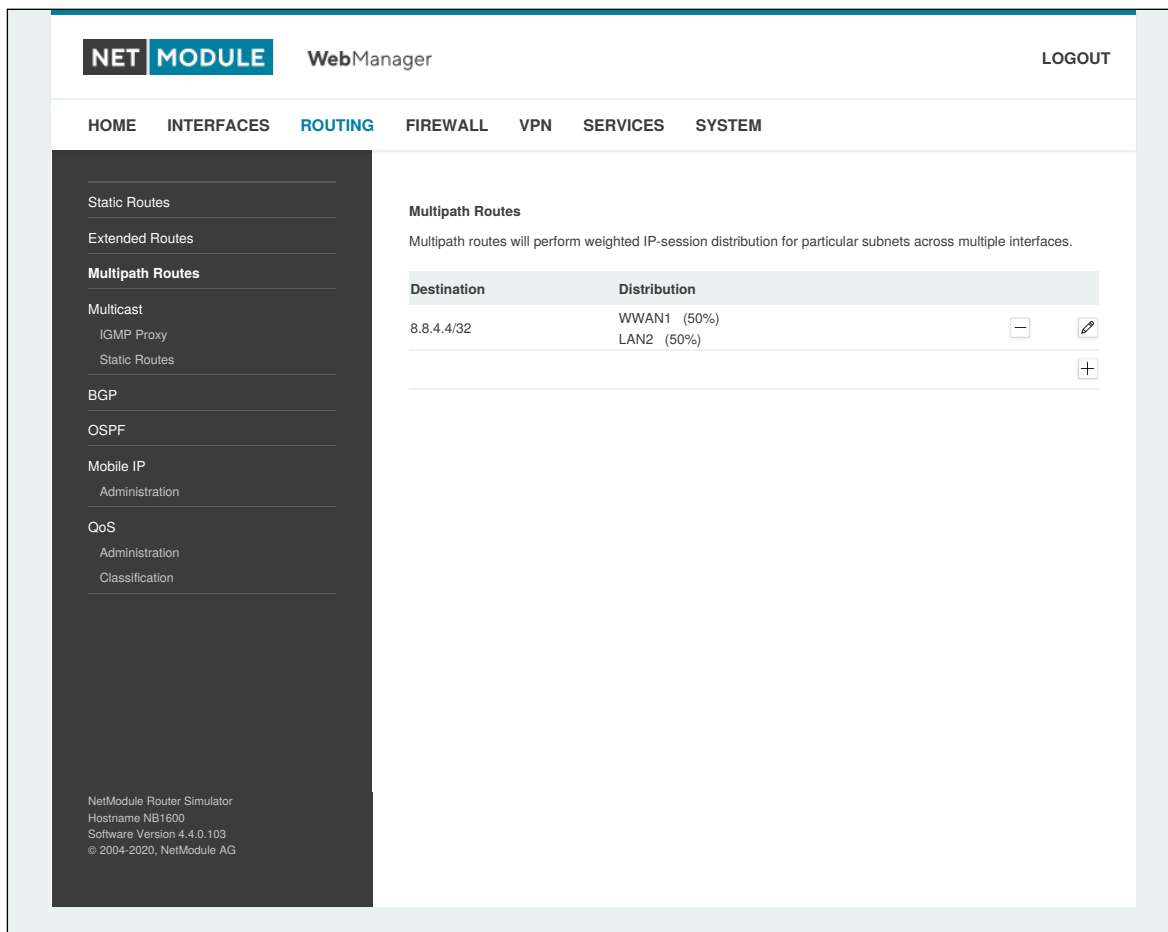 NET MODULE WebManager LOGOUT
HOME INTERFACES ROUTING FIREWALL VPN SERVICES SYSTEM
Static Routes
Extended Routes
Multipath Routes
Multicast
IGMP Proxy
Static Routes
BGP
OSPF
Mobile IP
Administration
QoS
Administration
Classification
NetModule Router Simulator
Hostname NB1600
Software Version 4.4.0.103
© 2004-2020, NetModule AG
Multipath Routes
Multipath routes will perform weighted IP-session distribution for particular subnets across multiple interfaces.
Destination Distribution
8.8.4.4/32 WWAN1 (50%)
LAN2 (50%)